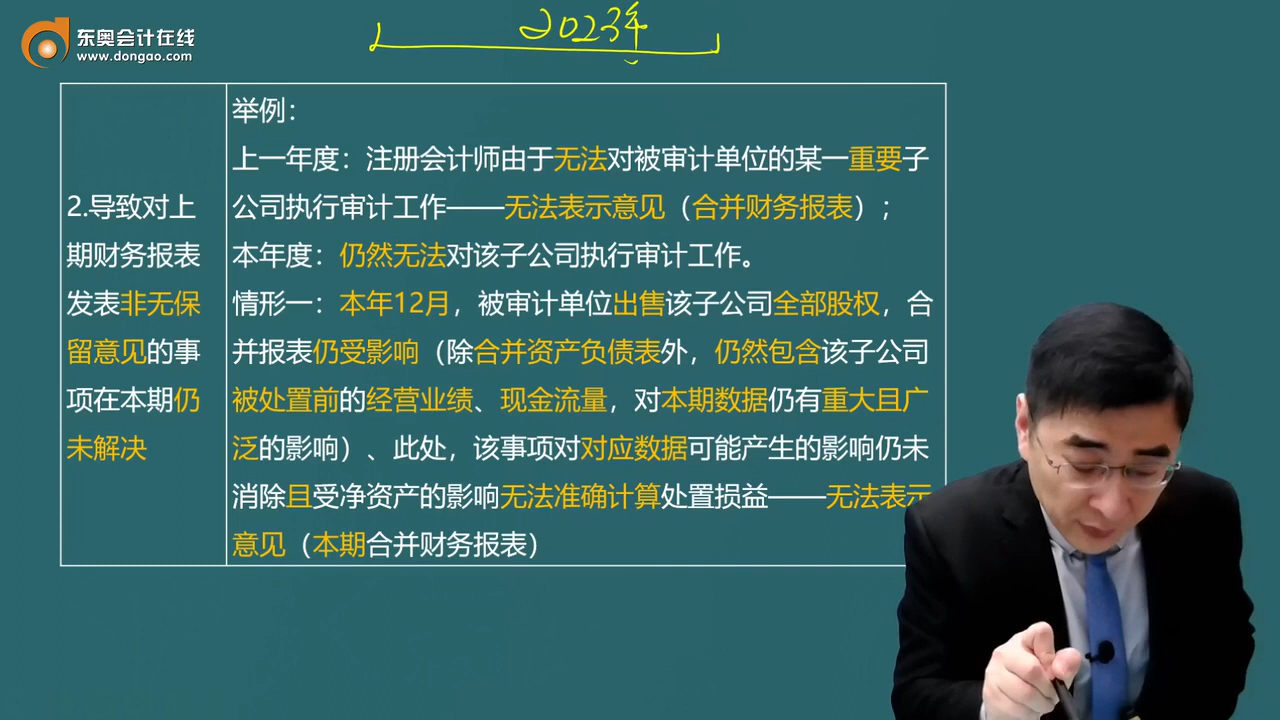 东奥会计在线
www.dongao.com
2023年
2.导致对上
期财务报表
发表非无保
留意见的事
项在本期仍
未解决
举例：
上一年度：注册会计师由于无法对被审计单位的某一重要子
公司执行审计工作——无法表示意见（合并财务报表）；
本年度：仍然无法对该子公司执行审计工作。
情形一：本年12月，被审计单位出售该子公司全部股权，合
并报表仍受影响（除合并资产负债表外，仍然包含该子公司
被处置前的经营业绩、现金流量，对本期数据仍有重大且广
泛的影响）、此处，该事项对对应数据可能产生的影响仍未
消除且受净资产的影响无法准确计算处置损益——无法表示
意见（本期合并财务报表）